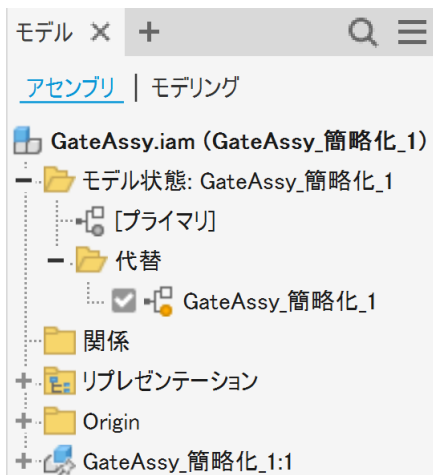 モデル
アセンブリ | モデリング
GateAssy.iam (GateAssy_簡略化_1)
モデル状態: GateAssy_簡略化_1
[プライマリ]
代替
GateAssy_簡略化_1
関係
リプレゼンテーション
Origin
GateAssy_簡略化_1:1